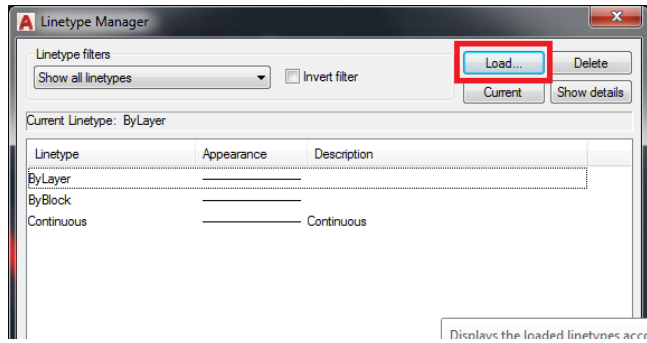 A Linetype Manager
Linetype filters
Show all linetypes
Invert filter
Load...
Delete
Current
Show details
Current Linetype: ByLayer
Linetype Appearance Description
ByLayer
ByBlock
Continuous Continuous
Displays the loaded linetypes